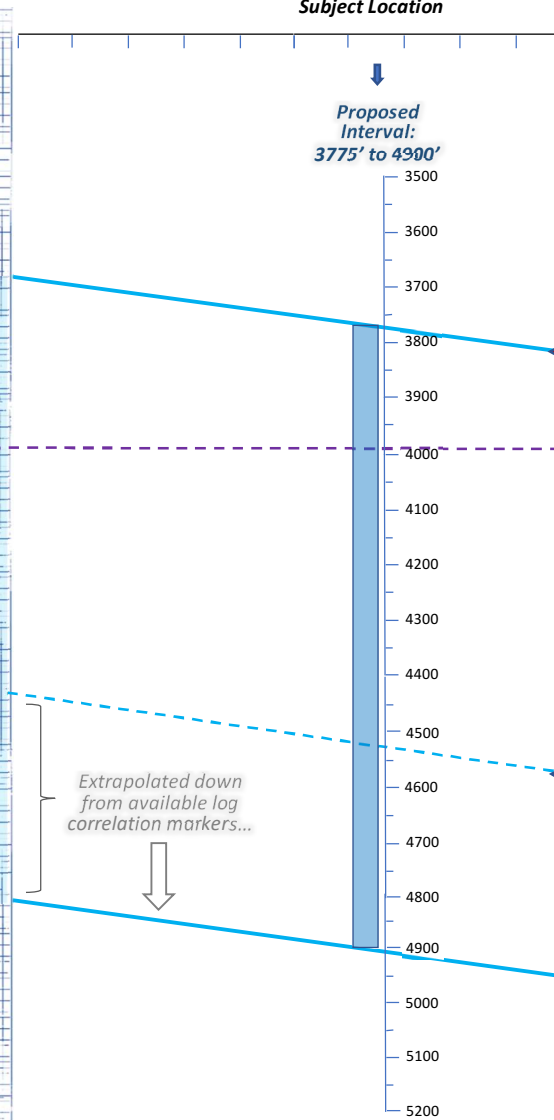 Subject Location
Proposed
Interval:
3775’ to 4900’
3500
3600
3700
3800
3900
4000
4100
4200
4300
4400
4500
4600
Extrapolated down
from available log
correlation markers...
4700
4800
4900
5000
5100
5200